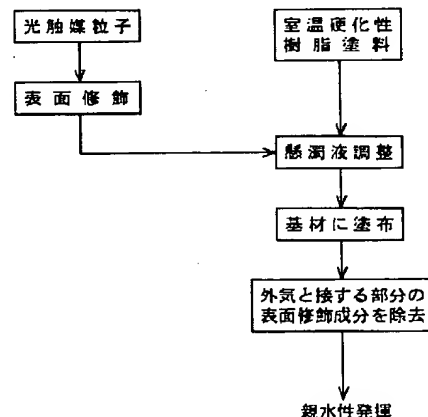 光触媒粒子
表面修飾
室温硬化性
樹脂塗料
懸濁液調整
基材に塗布
外気と接する部分の
表面修飾成分を除去
親水性発揮